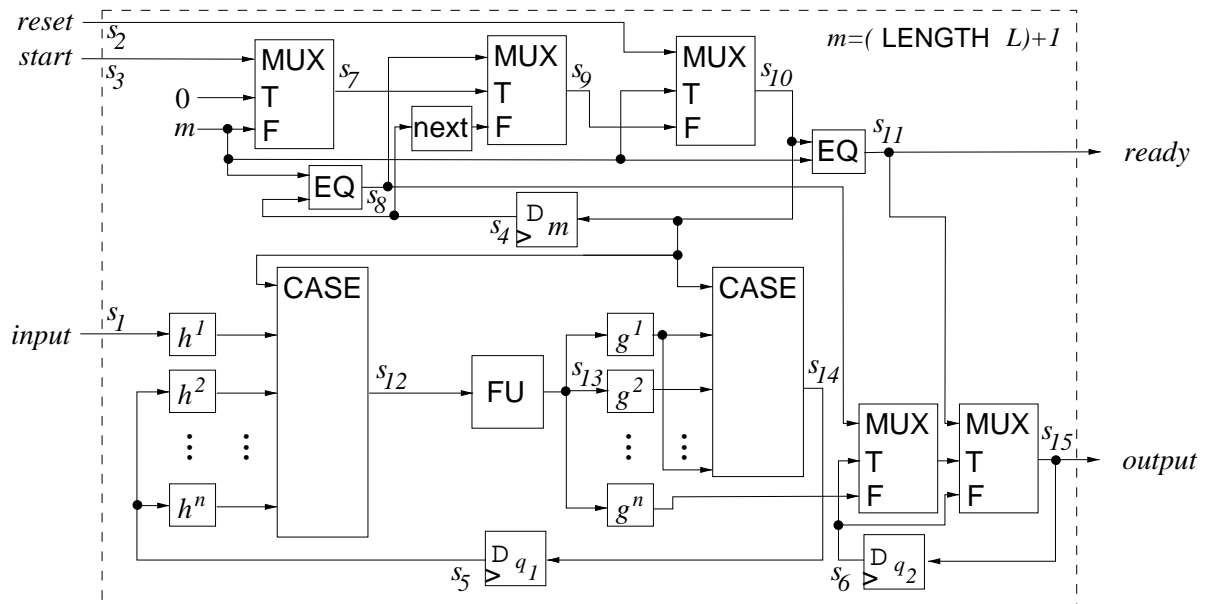 reset s2 m=( LENGTH L)+1
start s3
MUX MUX MUX
s7 s9 s10
0 T T T
m F next F F
s11
EQ ready
EQ
s8
s4 D m
>
CASE CASE
input s1 h1 g1
s12 s13 s14
h2 FU g2
⋮ ⋮ ⋮ ⋮
MUX MUX s15
T T output
F F
hn gn
D q1 D q2
s5 > s6 >